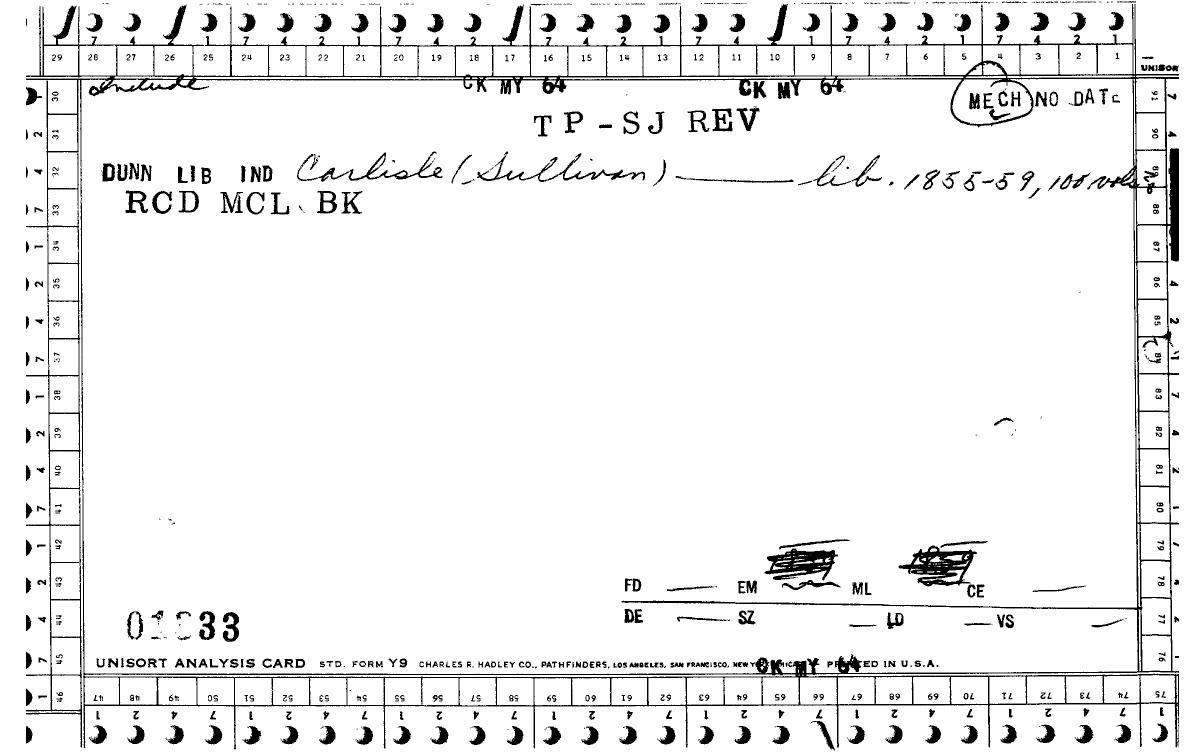 7 4 2 1 7 4 2 1 7 4 2 1 7 4 2 1 7 4 2 1 7 4 2 1 7 4 2 1
29 28 27 26 25 24 23 22 21 20 19 18 17 16 15 14 13 12 11 10 9 8 7 6 5 4 3 2 1
UNISORT
Include CK MY 64 CK MY 64 MECH NO DATE
TP-SJ REV
DUNN LIB IND Carlisle (Sullivan) —— lib. 1855-59, 100 vols
RCD MCL BK
30 31 32 33 34 35 36 37 38 39 40 41 42 43 44 45 46
91 90 89 88 87 86 85 84 83 82 81 80 79 78 77 76 75
FD — EM ML CE —
DE — SZ — LD — VS —
33
UNISORT ANALYSIS CARD STD. FORM Y9 CHARLES R. HADLEY CO., PATHFINDERS, LOS ANGELES, SAN FRANCISCO, NEW YORK, CHICAGO PRINTED IN U.S.A.
CK MY 64
47 48 49 50 51 52 53 54 55 56 57 58 59 60 61 62 63 64 65 66 67 68 69 70 71 72 73 74
1 2 4 7 1 2 4 7 1 2 4 7 1 2 4 7 1 2 4 7 1 2 4 7 1 2 4 7